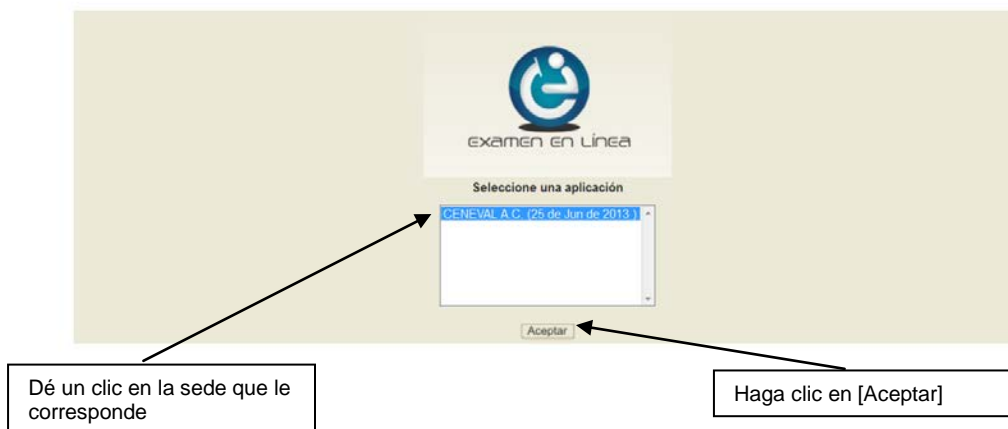 examen en Línea
Seleccione una aplicación
CENEVAL A.C. (25 de Jun de 2013 )
Aceptar
Dé un clic en la sede que le
corresponde
Haga clic en [Aceptar]